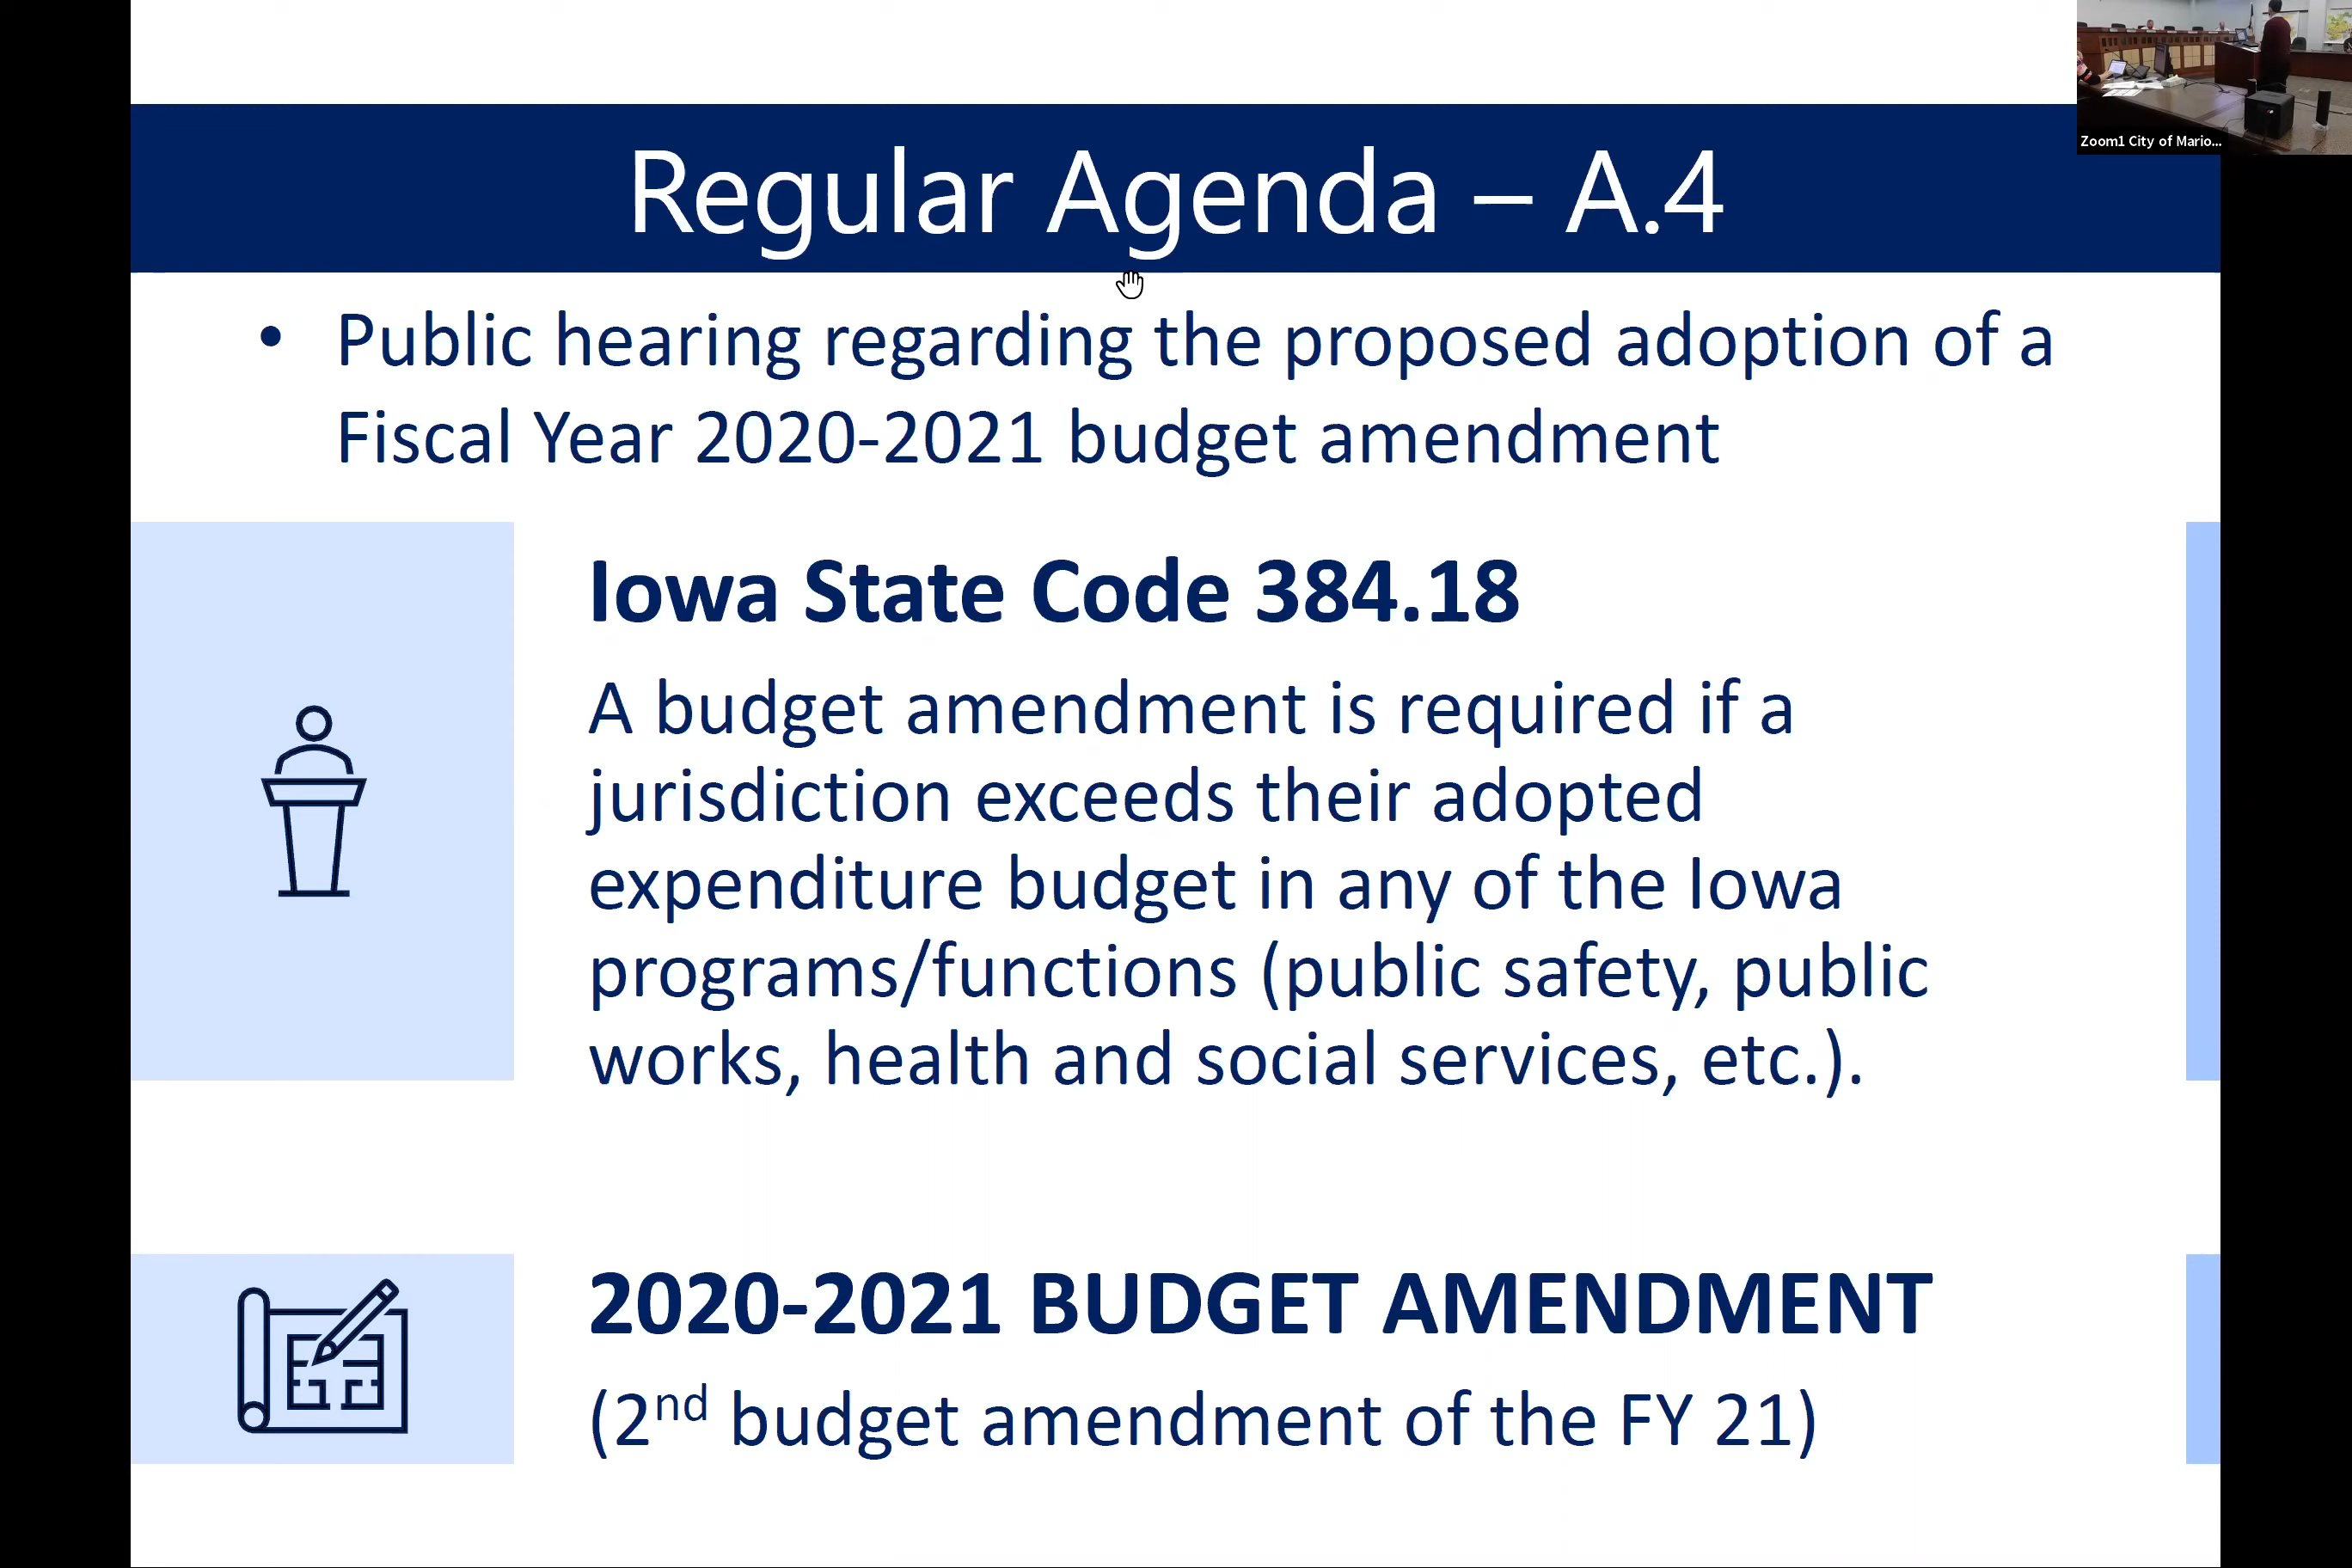 Regular Agenda – A.4
Zoom1 City of Mario...
• Public hearing regarding the proposed adoption of a
Fiscal Year 2020-2021 budget amendment
Iowa State Code 384.18
A budget amendment is required if a
jurisdiction exceeds their adopted
expenditure budget in any of the Iowa
programs/functions (public safety, public
works, health and social services, etc.).
2020-2021 BUDGET AMENDMENT
(2nd budget amendment of the FY 21)